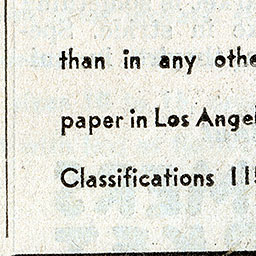 than in any othe
paper in Los Angel
Classifications 11